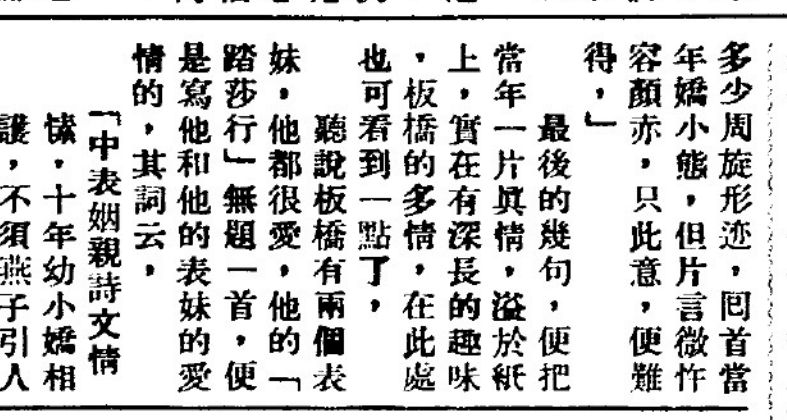 多少周旋形迹，囘首當
年嬌小態，但片言微忤
容顏赤，只此意，便難
得，」
最後的幾句，便把
當年一片眞情，溢於紙
上，實在有深長的趣味
，板橋的多情，在此處
也可看到一點了，
聽說板橋有兩個表
妹，他都很愛，他的「
踏莎行」無題一首，便
是寫他和他的表妹的愛
情的，其詞云，
「中表姻親詩文情
愫，十年幼小嬌相
護，不須燕子引人